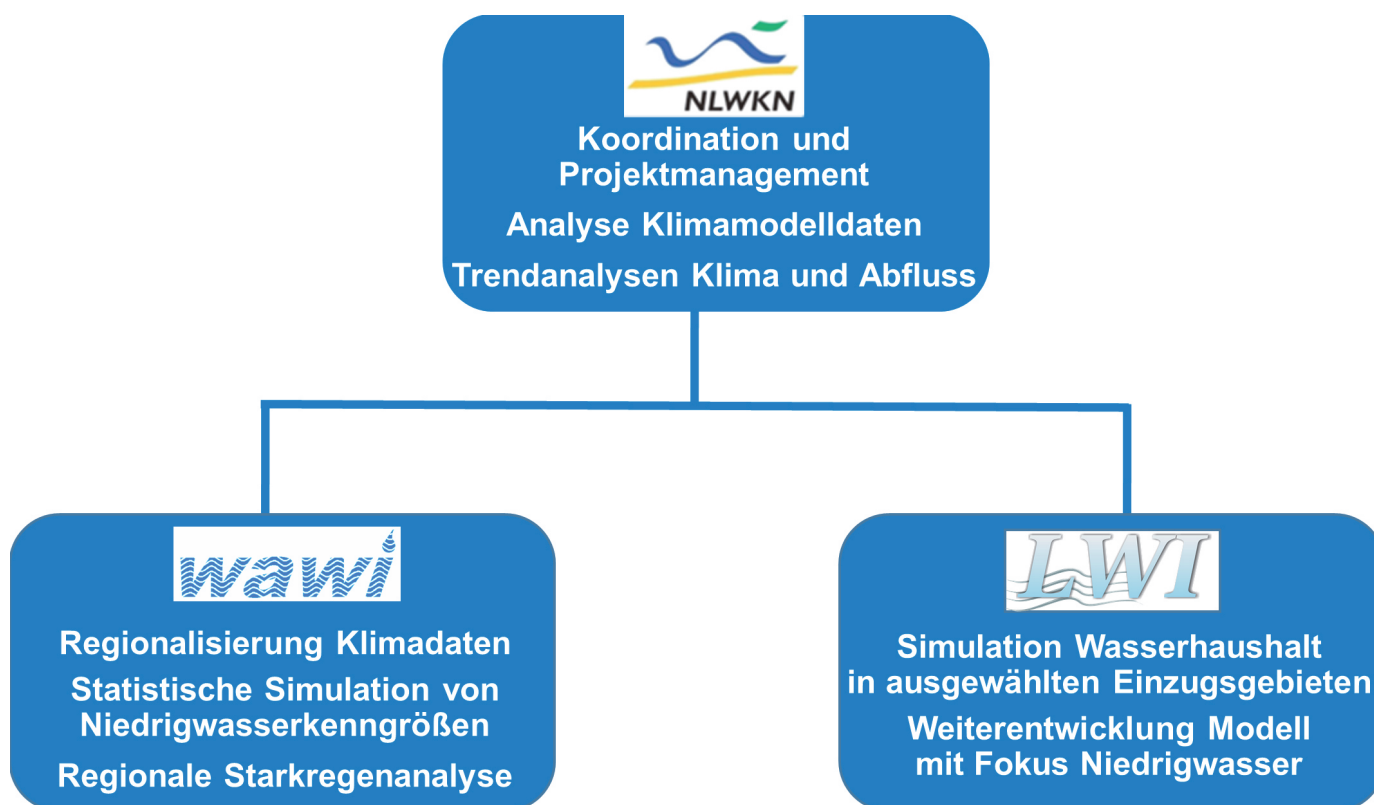 NLWKN
Koordination und
Projektmanagement
Analyse Klimamodelldaten
Trendanalysen Klima und Abfluss
wawi
Regionalisierung Klimadaten
Statistische Simulation von
Niedrigwasserkenngrößen
Regionale Starkregenanalyse
LWI
Simulation Wasserhaushalt
in ausgewählten Einzugsgebieten
Weiterentwicklung Modell
mit Fokus Niedrigwasser